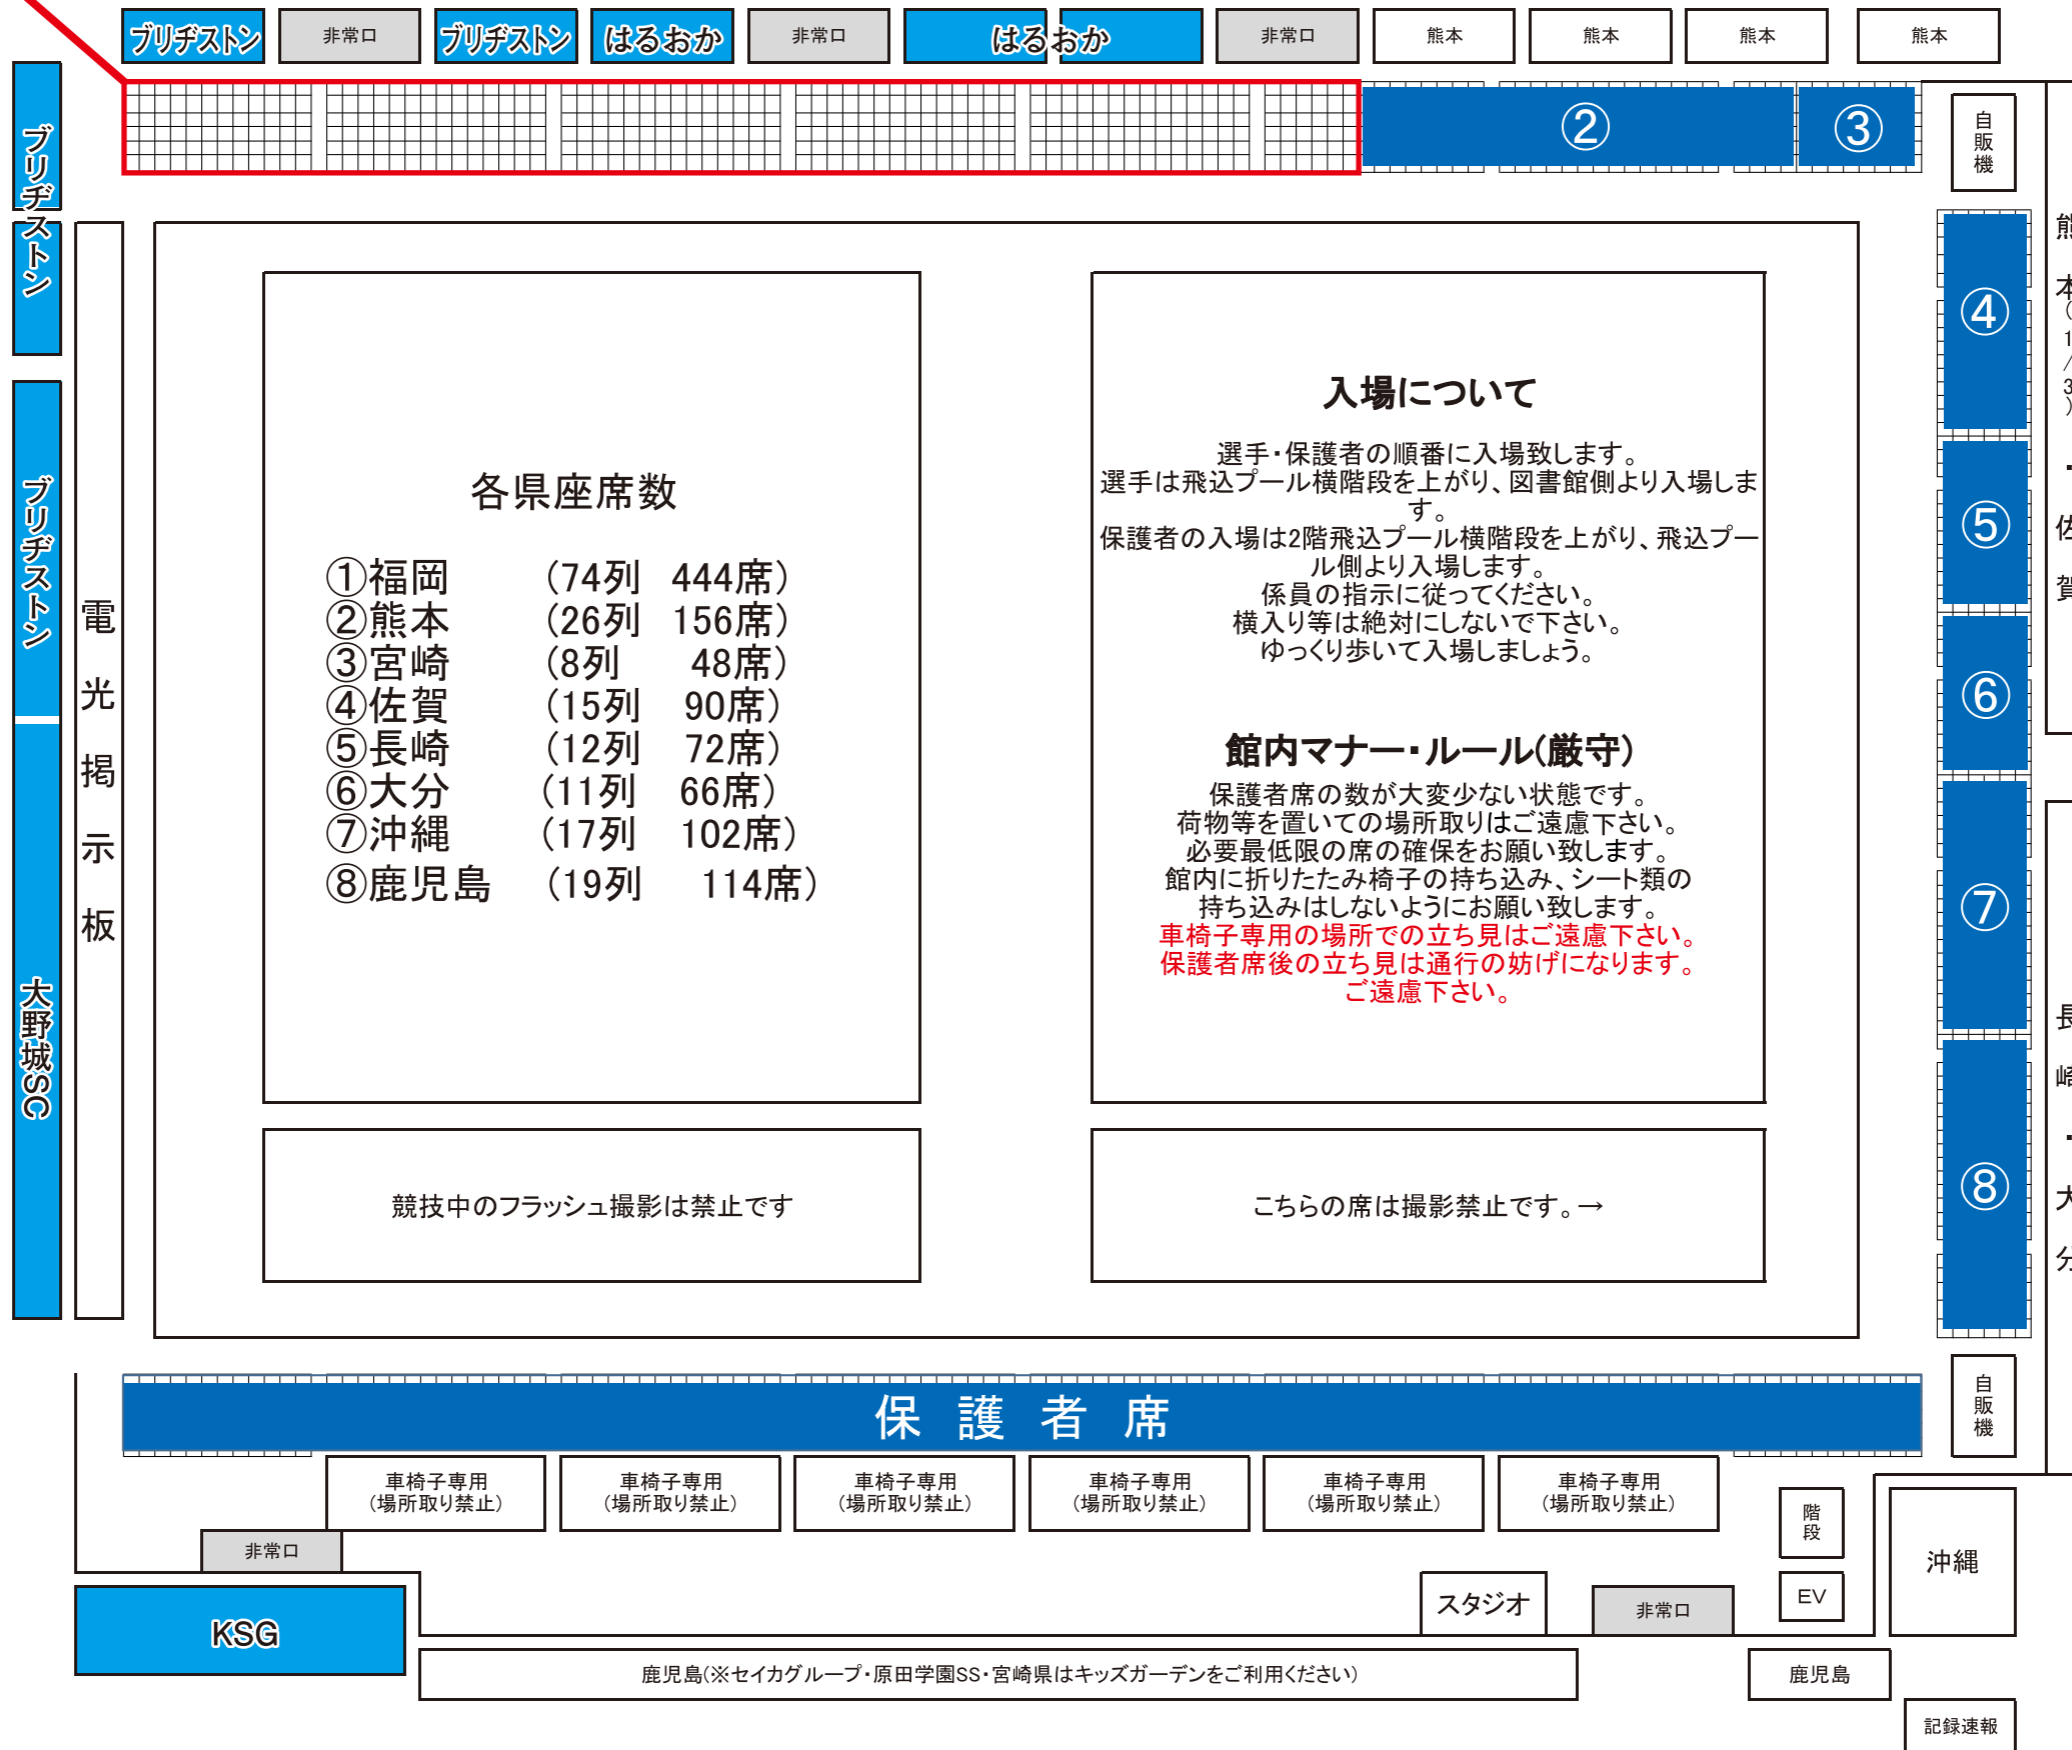 ブリヂストン
非常口
ブリヂストン
はるおか
非常口
はるおか
非常口
熊本
熊本
熊本
熊本
②
③
自販機
ブリヂストン
ブリヂストン
大野城SC
電光掲示板
各県座席数
①福岡 (74列 444席)
②熊本 (26列 156席)
③宮崎 (8列 48席)
④佐賀 (15列 90席)
⑤長崎 (12列 72席)
⑥大分 (11列 66席)
⑦沖縄 (17列 102席)
⑧鹿児島 (19列 114席)
入場について
選手・保護者の順番に入場致します。
選手は飛込プール横階段を上がり、図書館側より入場しま
す。
保護者の入場は2階飛込プール横階段を上がり、飛込プー
ル側より入場します。
係員の指示に従ってください。
横入り等は絶対にしないで下さい。
ゆっくり歩いて入場しましょう。
館内マナー・ルール(厳守)
保護者席の数が大変少ない状態です。
荷物等を置いての場所取りはご遠慮下さい。
必要最低限の席の確保をお願い致します。
館内に折りたたみ椅子の持ち込み、シート類の
持ち込みはしないようにお願い致します。
車椅子専用の場所での立ち見はご遠慮下さい。
保護者席後の立ち見は通行の妨げになります。
ご遠慮下さい。
競技中のフラッシュ撮影は禁止です
こちらの席は撮影禁止です。→
④
⑤
⑥
⑦
⑧
熊本(1/3)・佐賀
長崎・大分
保護者席
自販機
車椅子専用
(場所取り禁止)
車椅子専用
(場所取り禁止)
車椅子専用
(場所取り禁止)
車椅子専用
(場所取り禁止)
車椅子専用
(場所取り禁止)
車椅子専用
(場所取り禁止)
階段
EV
沖縄
非常口
KSG
スタジオ
非常口
鹿児島(※セイカグループ・原田学園SS・宮崎県はキッズガーデンをご利用ください)
鹿児島
記録速報